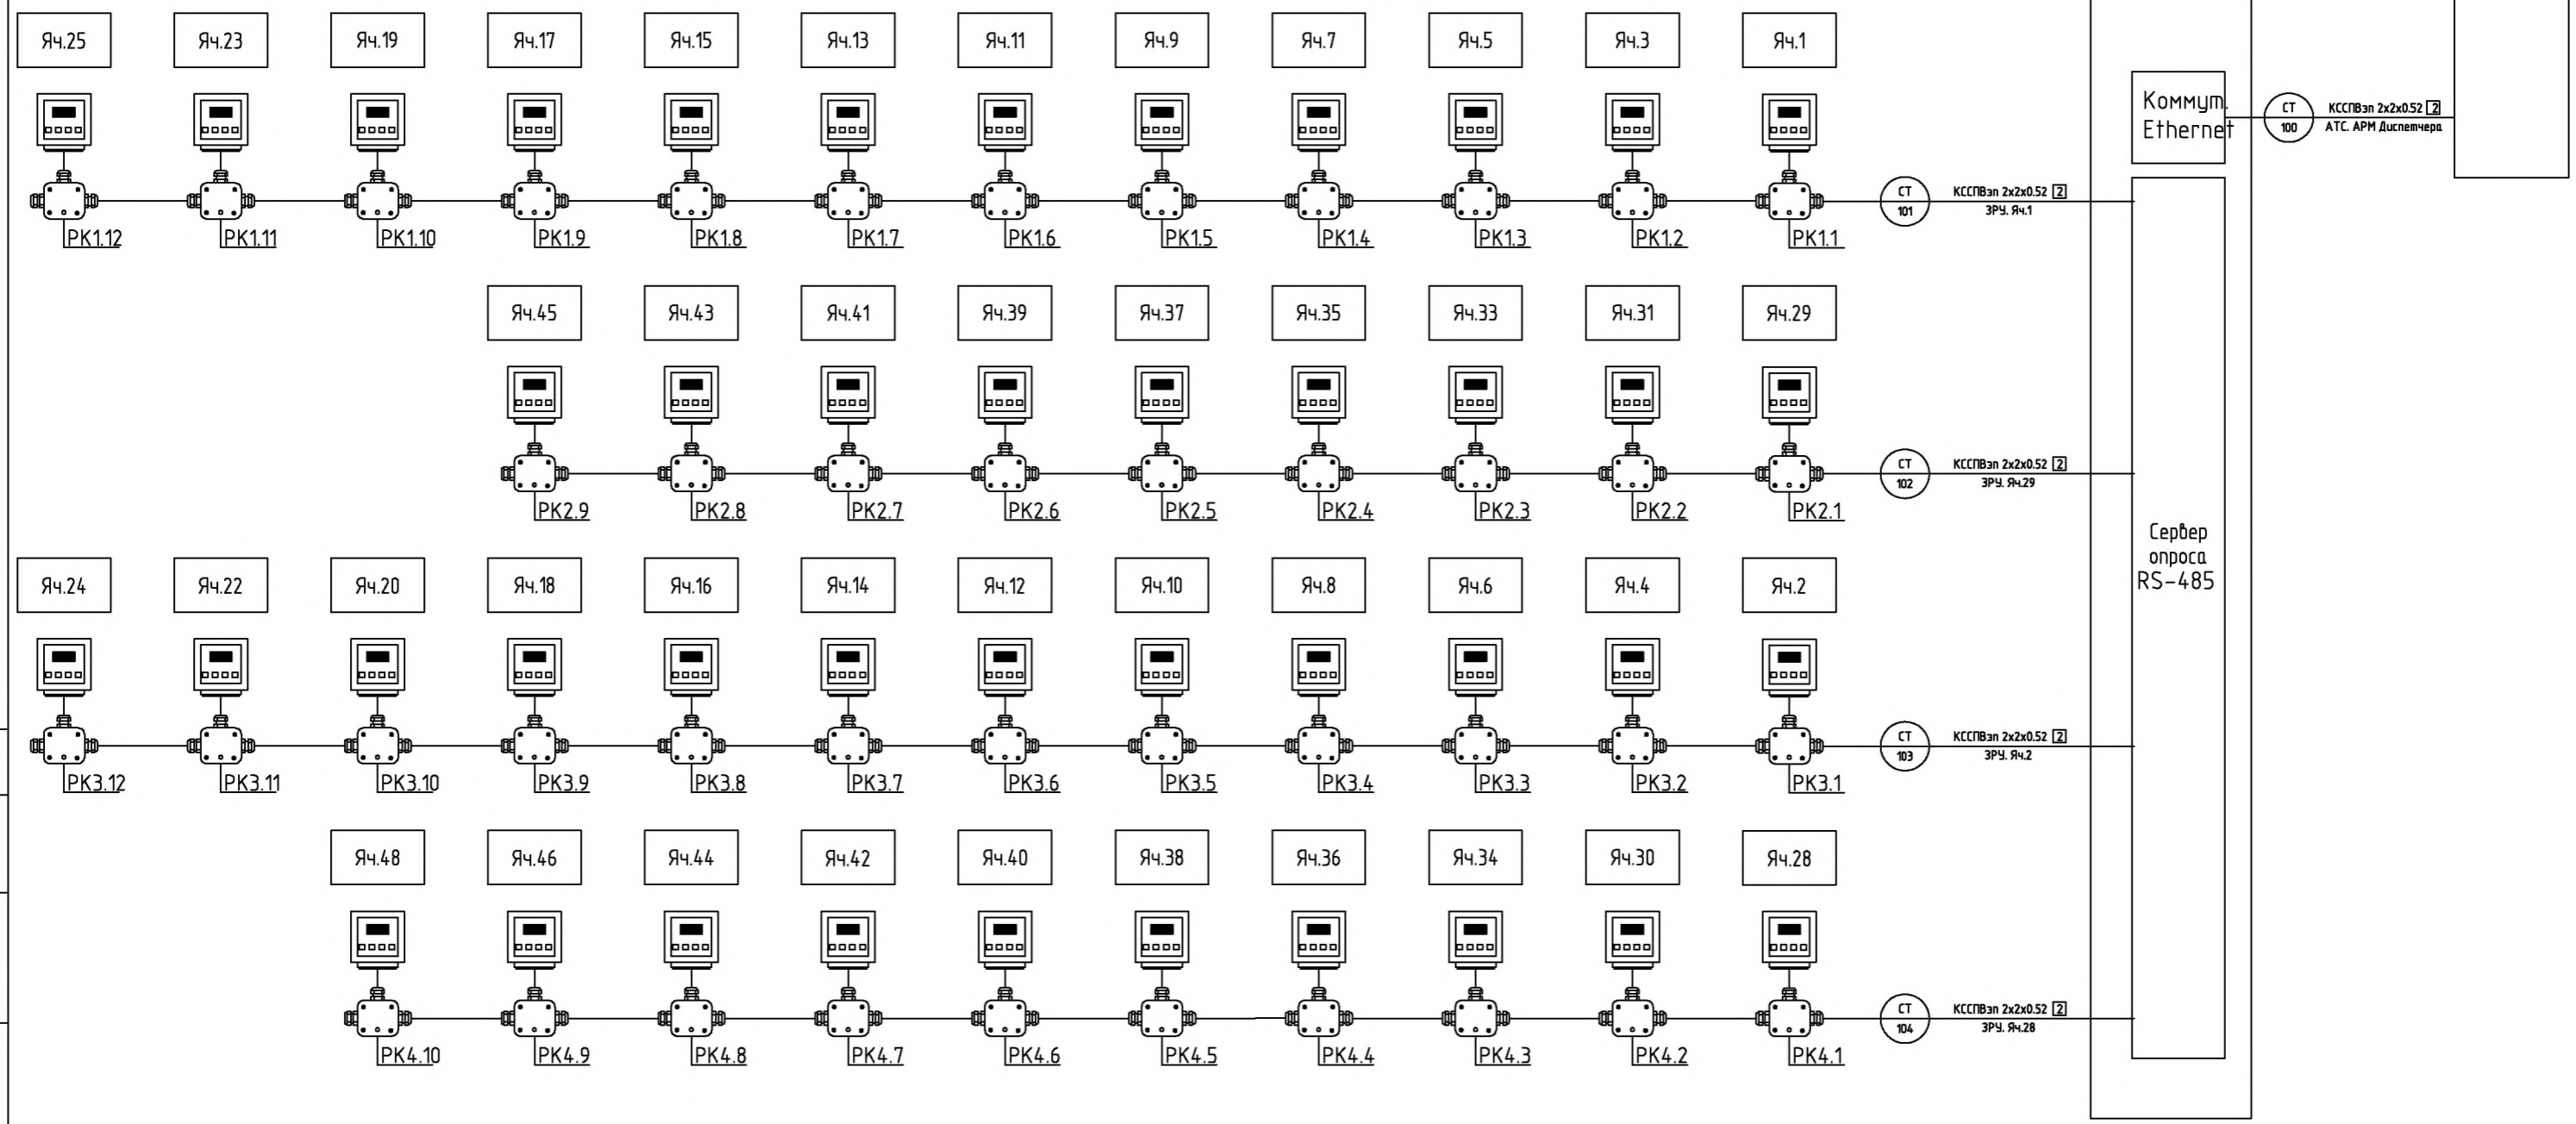 Яч.25 Яч.23 Яч.19 Яч.17 Яч.15 Яч.13 Яч.11 Яч.9 Яч.7 Яч.5 Яч.3 Яч.1
Коммут.
Ethernet
СТ
100
КССПВэп 2х2х0.52 2
АТС. АРМ Диспетчера
СТ
101
КССПВэп 2х2х0.52 2
ЗРУ. Яч.1
РК1.12 РК1.11 РК1.10 РК1.9 РК1.8 РК1.7 РК1.6 РК1.5 РК1.4 РК1.3 РК1.2 РК1.1
Яч.45 Яч.43 Яч.41 Яч.39 Яч.37 Яч.35 Яч.33 Яч.31 Яч.29
СТ
102
КССПВэп 2х2х0.52 2
ЗРУ. Яч.29
РК2.9 РК2.8 РК2.7 РК2.6 РК2.5 РК2.4 РК2.3 РК2.2 РК2.1
Сервер
опроса
RS-485
Яч.24 Яч.22 Яч.20 Яч.18 Яч.16 Яч.14 Яч.12 Яч.10 Яч.8 Яч.6 Яч.4 Яч.2
СТ
103
КССПВэп 2х2х0.52 2
ЗРУ. Яч.2
РК3.12 РК3.11 РК3.10 РК3.9 РК3.8 РК3.7 РК3.6 РК3.5 РК3.4 РК3.3 РК3.2 РК3.1
Яч.48 Яч.46 Яч.44 Яч.42 Яч.40 Яч.38 Яч.36 Яч.34 Яч.30 Яч.28
СТ
104
КССПВэп 2х2х0.52 2
ЗРУ. Яч.28
РК4.10 РК4.9 РК4.8 РК4.7 РК4.6 РК4.5 РК4.4 РК4.3 РК4.2 РК4.1